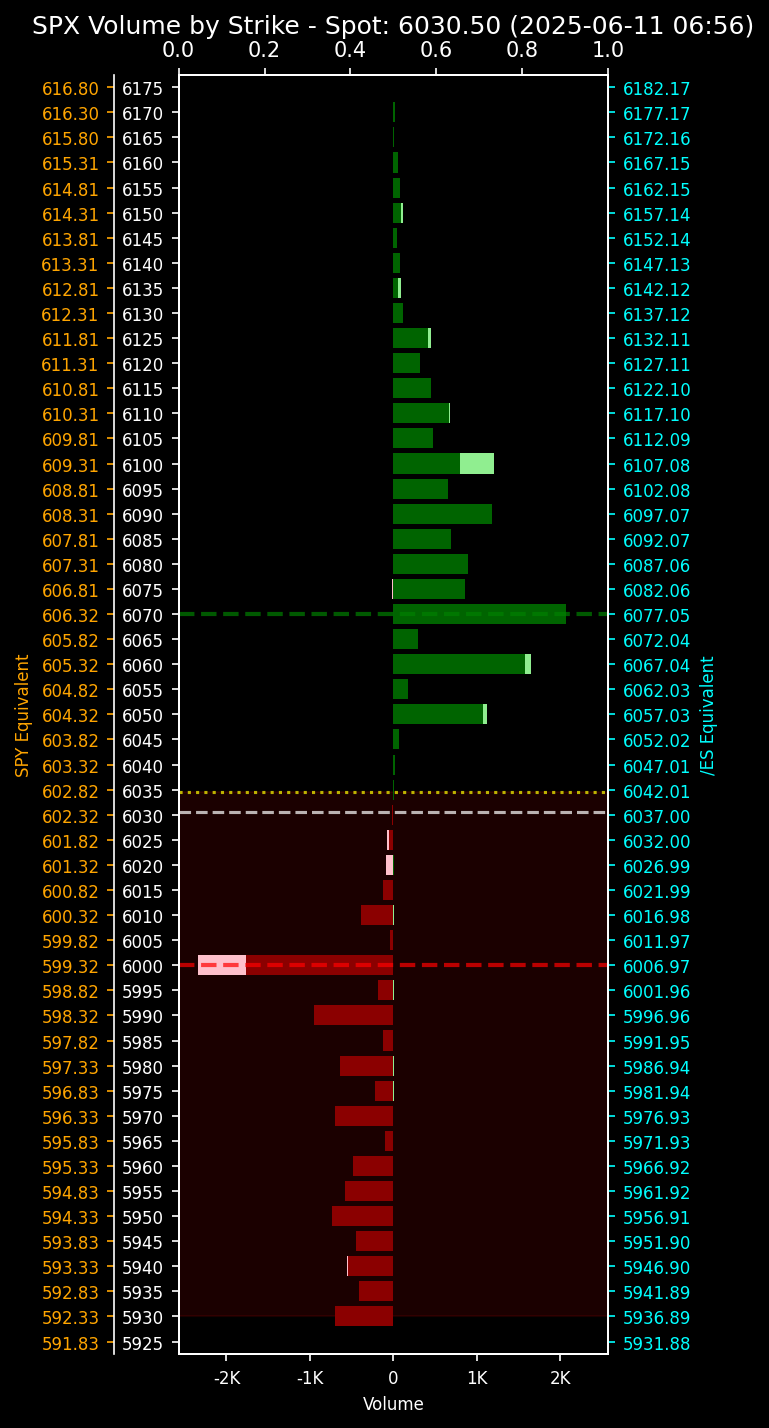 SPX Volume by Strike - Spot: 6030.50 (2025-06-11 06:56)
0.0 0.2 0.4 0.6 0.8 1.0
616.80 6175 6182.17
616.30 6170 6177.17
615.80 6165 6172.16
615.31 6160 6167.15
614.81 6155 6162.15
614.31 6150 6157.14
613.81 6145 6152.14
613.31 6140 6147.13
612.81 6135 6142.12
612.31 6130 6137.12
611.81 6125 6132.11
611.31 6120 6127.11
610.81 6115 6122.10
610.31 6110 6117.10
609.81 6105 6112.09
609.31 6100 6107.08
608.81 6095 6102.08
608.31 6090 6097.07
607.81 6085 6092.07
607.31 6080 6087.06
606.81 6075 6082.06
606.32 6070 6077.05
605.82 6065 6072.04
605.32 6060 6067.04
604.82 6055 6062.03
604.32 6050 6057.03
603.82 6045 6052.02
603.32 6040 6047.01
602.82 6035 6042.01
602.32 6030 6037.00
601.82 6025 6032.00
601.32 6020 6026.99
600.82 6015 6021.99
600.32 6010 6016.98
599.82 6005 6011.97
599.32 6000 6006.97
598.82 5995 6001.96
598.32 5990 5996.96
597.82 5985 5991.95
597.33 5980 5986.94
596.83 5975 5981.94
596.33 5970 5976.93
595.83 5965 5971.93
595.33 5960 5966.92
594.83 5955 5961.92
594.33 5950 5956.91
593.83 5945 5951.90
593.33 5940 5946.90
592.83 5935 5941.89
592.33 5930 5936.89
591.83 5925 5931.88
SPY Equivalent
/ES Equivalent
-2K -1K 0 1K 2K
Volume